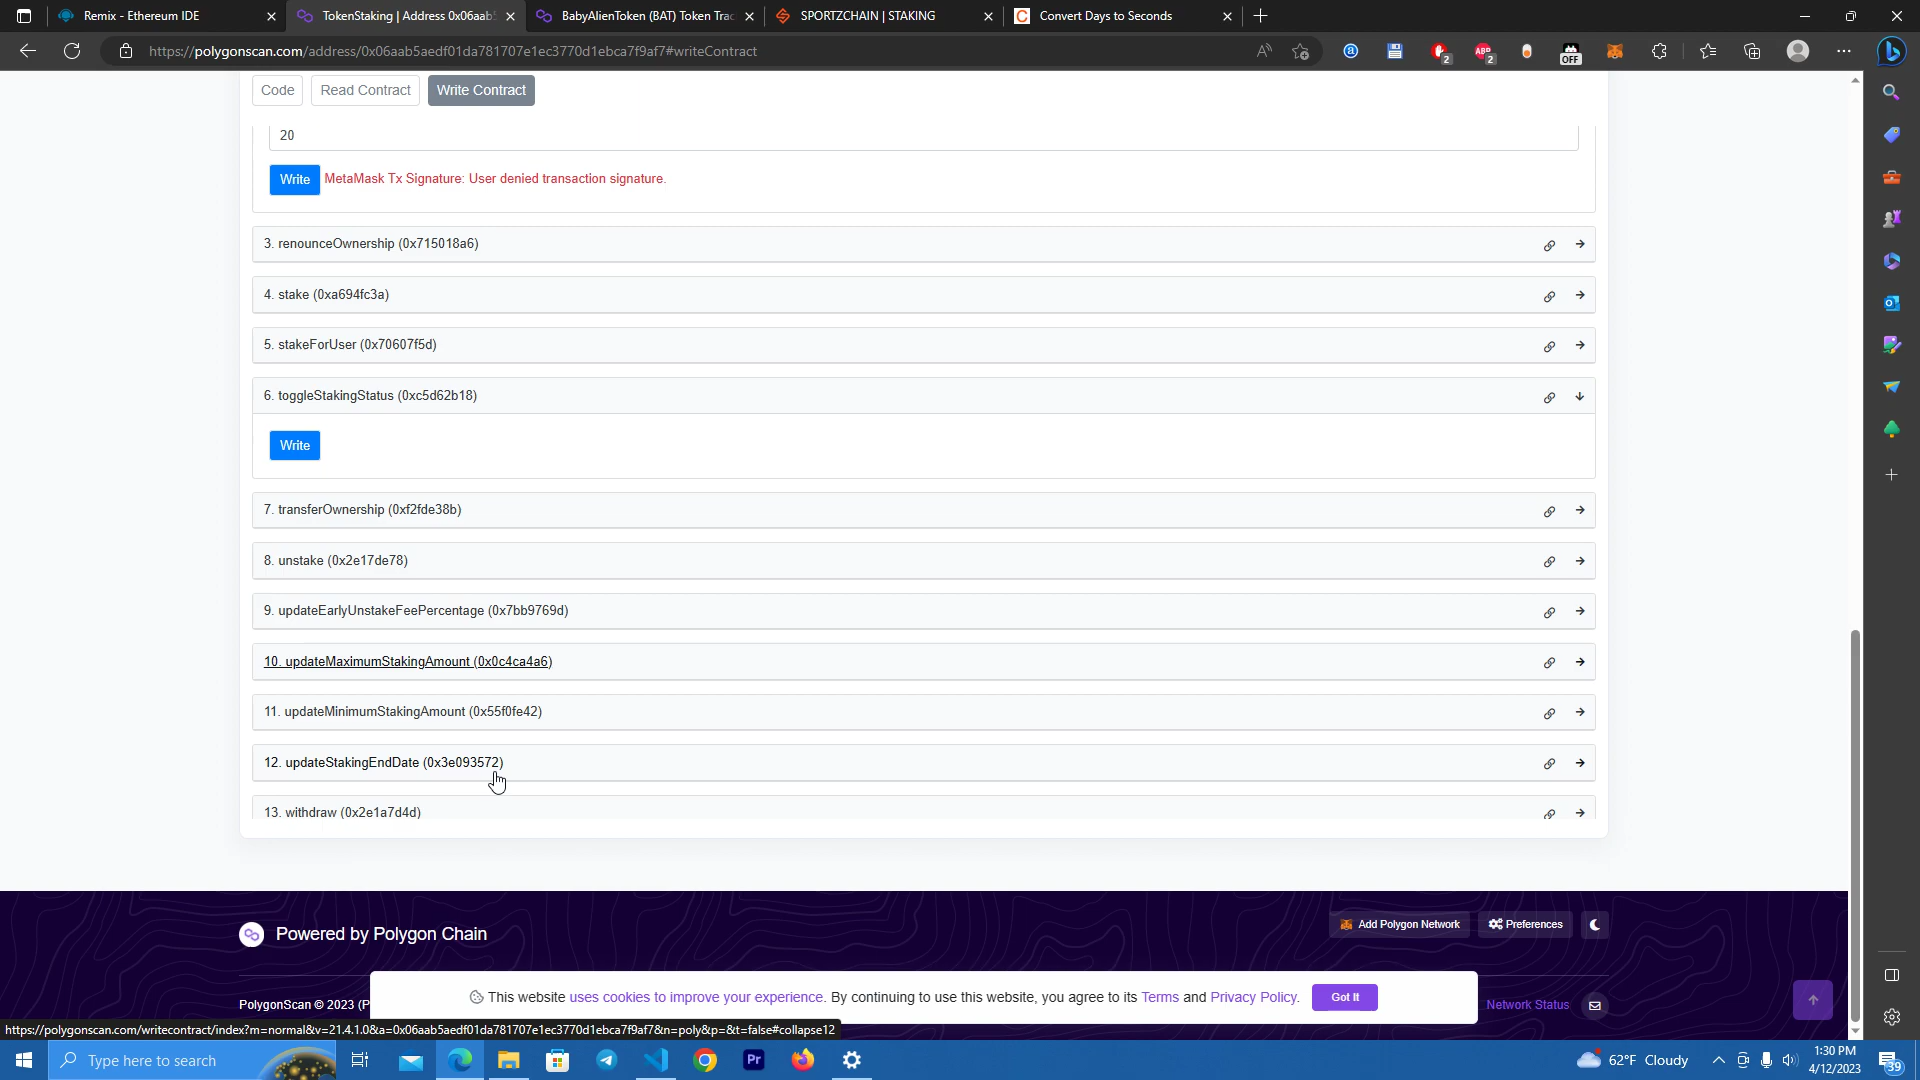 Remix - Ethereum IDE
TokenStaking | Address 0x06aab5
BabyAlienToken (BAT) Token Trac
SPORTZCHAIN | STAKING
Convert Days to Seconds
https://polygonscan.com/address/0x06aab5aedf01da781707e1ec3770d1ebca7f9af7#writeContract
2
2
OFF
Code
Read Contract
Write Contract
20
Write
MetaMask Tx Signature: User denied transaction signature.
3. renounceOwnership (0x715018a6)
4. stake (0xa694fc3a)
5. stakeForUser (0x70607f5d)
6. toggleStakingStatus (0xc5d62b18)
Write
7. transferOwnership (0xf2fde38b)
8. unstake (0x2e17de78)
9. updateEarlyUnstakeFeePercentage (0x7bb9769d)
10. updateMaximumStakingAmount (0x0c4ca4a6)
11. updateMinimumStakingAmount (0x55f0fe42)
12. updateStakingEndDate (0x3e093572)
13. withdraw (0x2e1a7d4d)
Powered by Polygon Chain
Add Polygon Network
Preferences
This website uses cookies to improve your experience. By continuing to use this website, you agree to its Terms and Privacy Policy.
Got It
PolygonScan © 2023 (P
Network Status
https://polygonscan.com/writecontract/index?m=normal&v=21.4.1.0&a=0x06aab5aedf01da781707e1ec3770d1ebca7f9af7&n=poly&p=&t=false#collapse12
Type here to search
Pr
62°F Cloudy
1:30 PM
4/12/2023
39